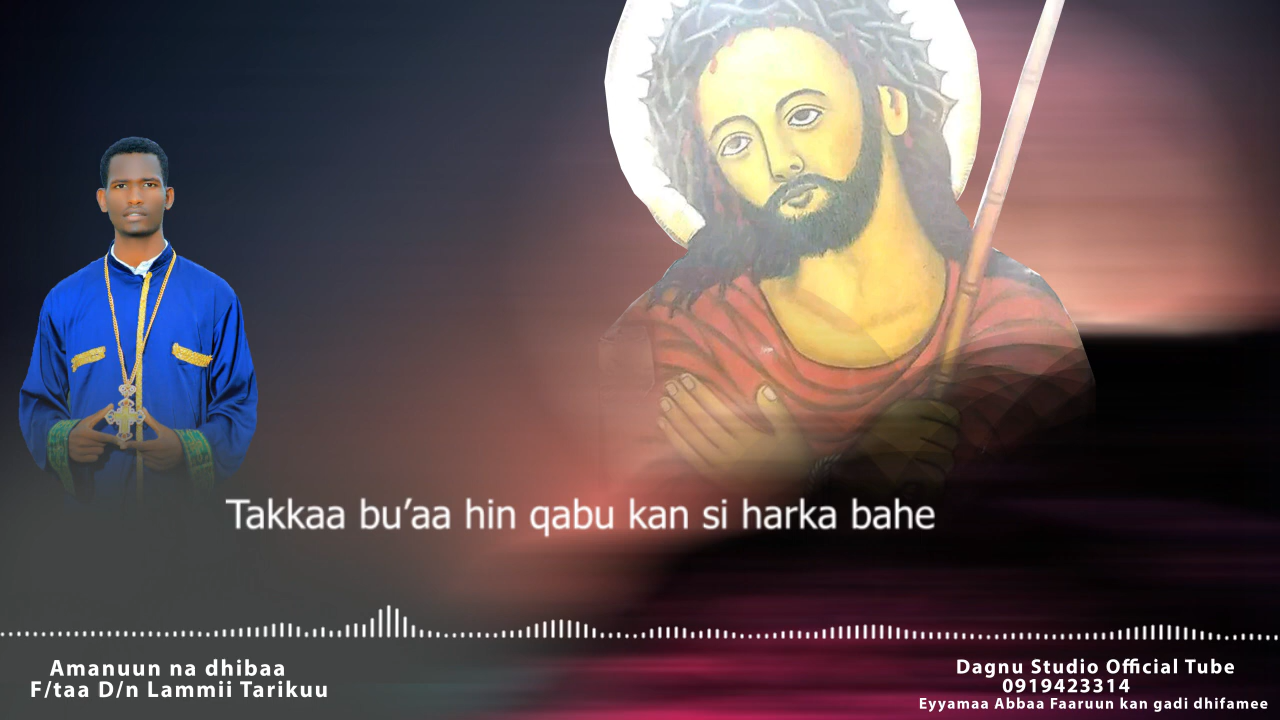 Takkaa bu’aa hin qabu kan si harka bahe
Amanuun na dhibaa
F/taa D/n Lammii Tarikuu
Dagnu Studio Official Tube
0919423314
Eyyamaa Abbaa Faaruun kan gadi dhifamee